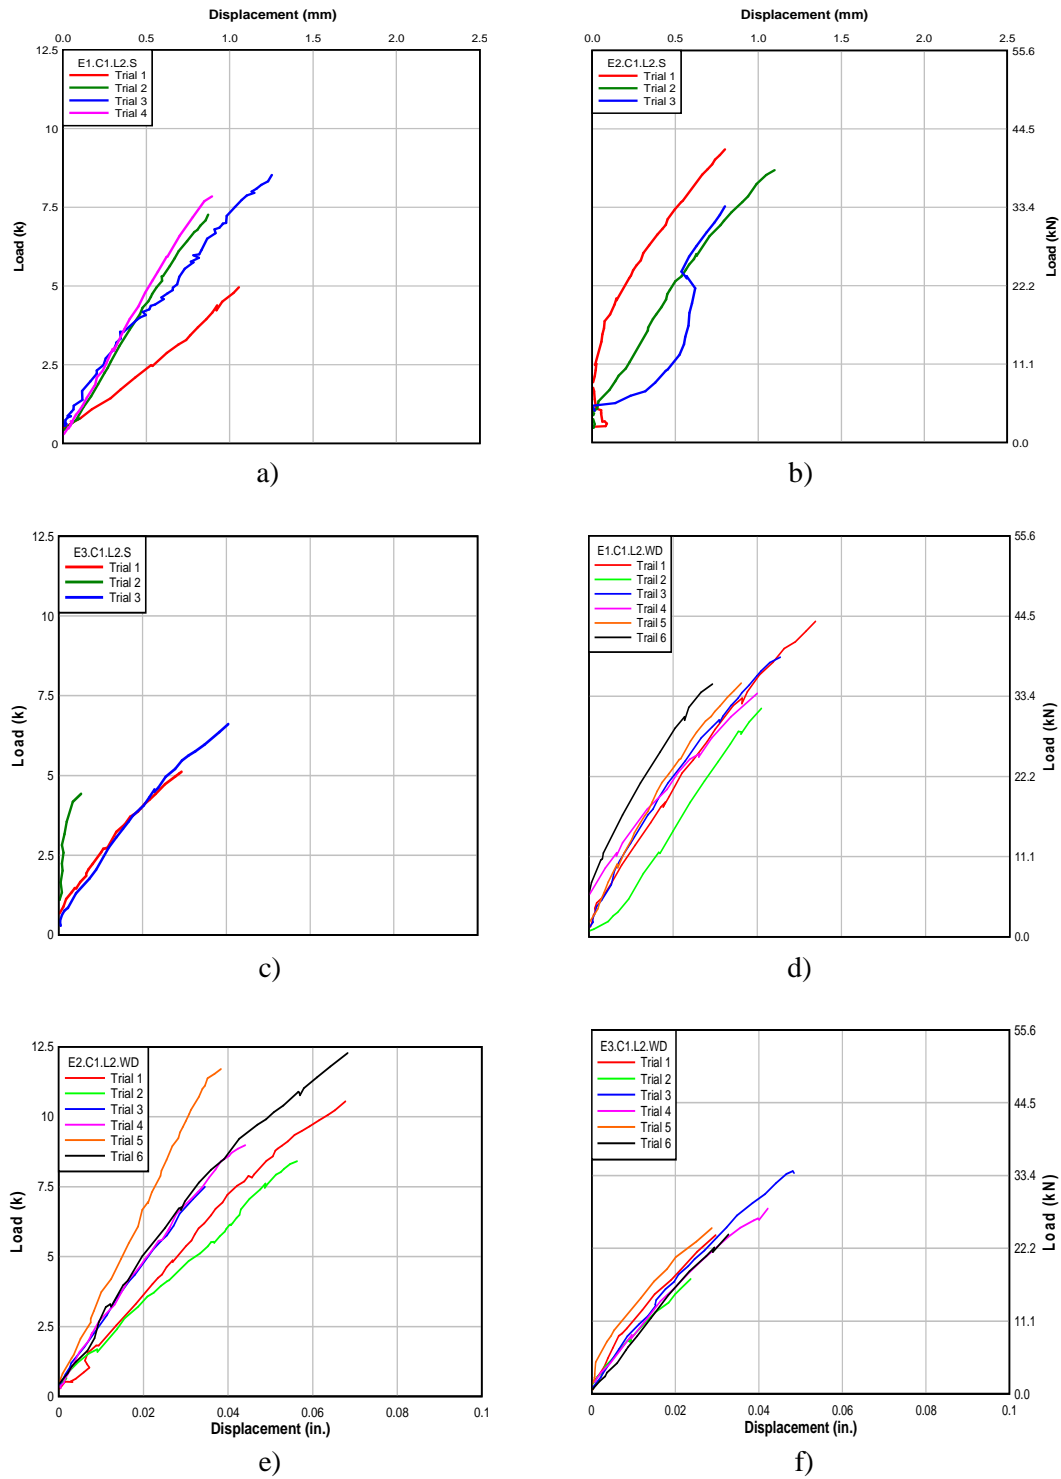 Displacement (mm)
0.0 0.5 1.0 1.5 2.0 2.5
12.5
10
7.5
5
2.5
0
Load (k)
E1.C1.L2.S
Trial 1
Trial 2
Trial 3
Trial 4
a)
Displacement (mm)
0.0 0.5 1.0 1.5 2.0 2.5
55.6
44.5
33.4
22.2
11.1
0.0
Load (kN)
E2.C1.L2.S
Trial 1
Trial 2
Trial 3
b)
12.5
10
7.5
5
2.5
0
Load (k)
E3.C1.L2.S
Trial 1
Trial 2
Trial 3
c)
55.6
44.5
33.4
22.2
11.1
0.0
Load (kN)
E1.C1.L2.WD
Trail 1
Trail 2
Trail 3
Trail 4
Trail 5
Trail 6
d)
12.5
10
7.5
5
2.5
0
Load (k)
E2.C1.L2.WD
Trial 1
Trial 2
Trial 3
Trial 4
Trial 5
Trial 6
0 0.02 0.04 0.06 0.08 0.1
Displacement (in.)
e)
55.6
44.5
33.4
22.2
11.1
0.0
Load (kN)
E3.C1.L2.WD
Trial 1
Trial 2
Trial 3
Trial 4
Trial 5
Trial 6
0 0.02 0.04 0.06 0.08 0.1
Displacement (in.)
f)